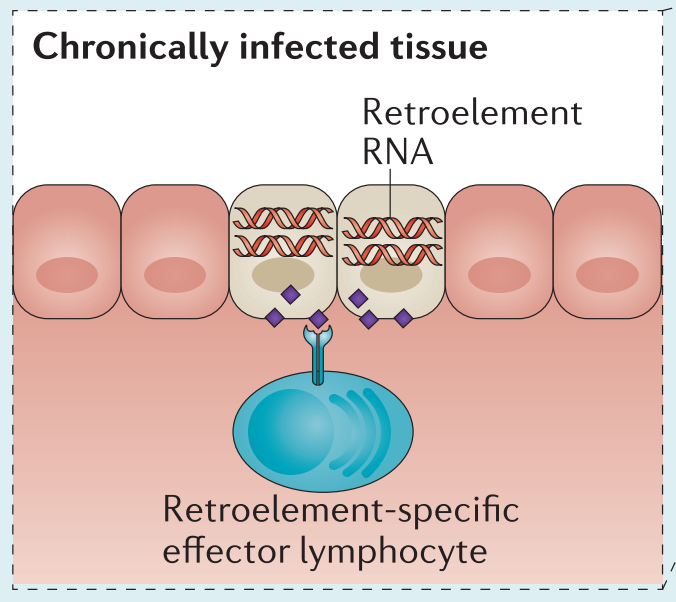 Chronically infected tissue
Retroelement
RNA
Retroelement-specific
effector lymphocyte